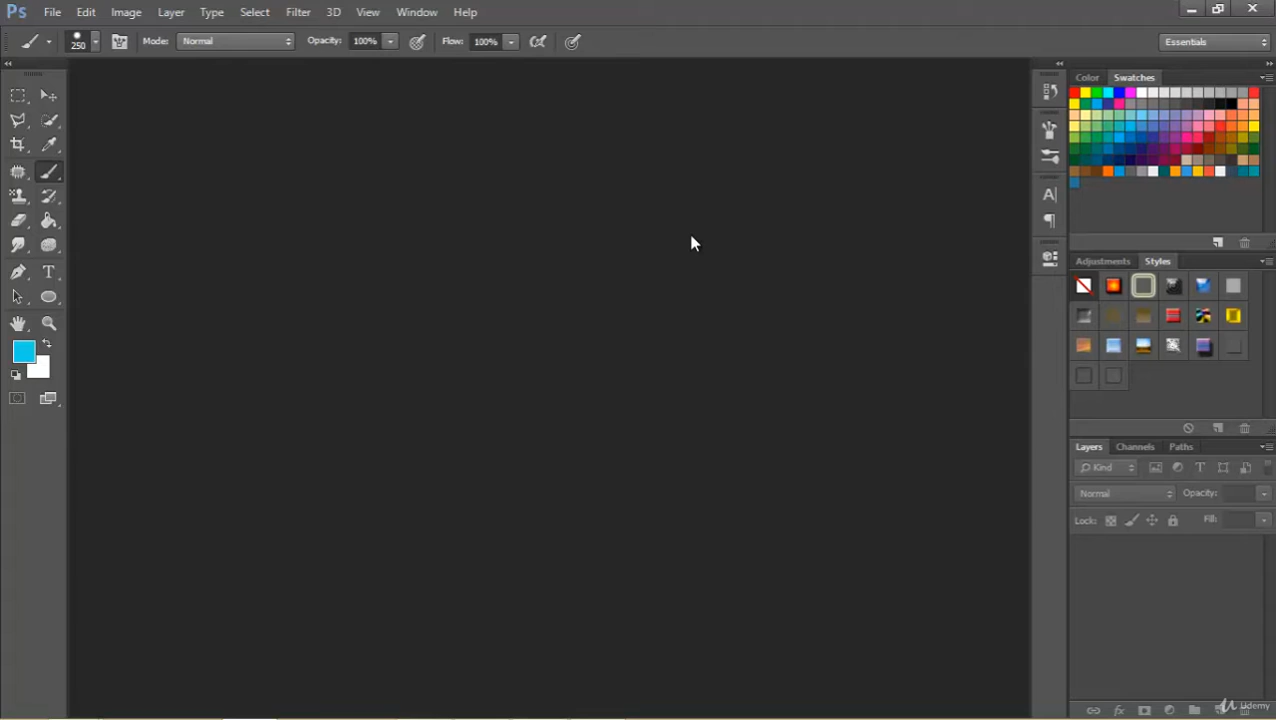 Ps File Edit Image Layer Type Select Filter 3D View Window Help
250 Mode: Normal Opacity: 100% Flow: 100% Essentials
Color Swatches
A|
Adjustments Styles
T
Layers Channels Paths
Kind T
Normal Opacity:
Lock: Fill:
fx
Udemy